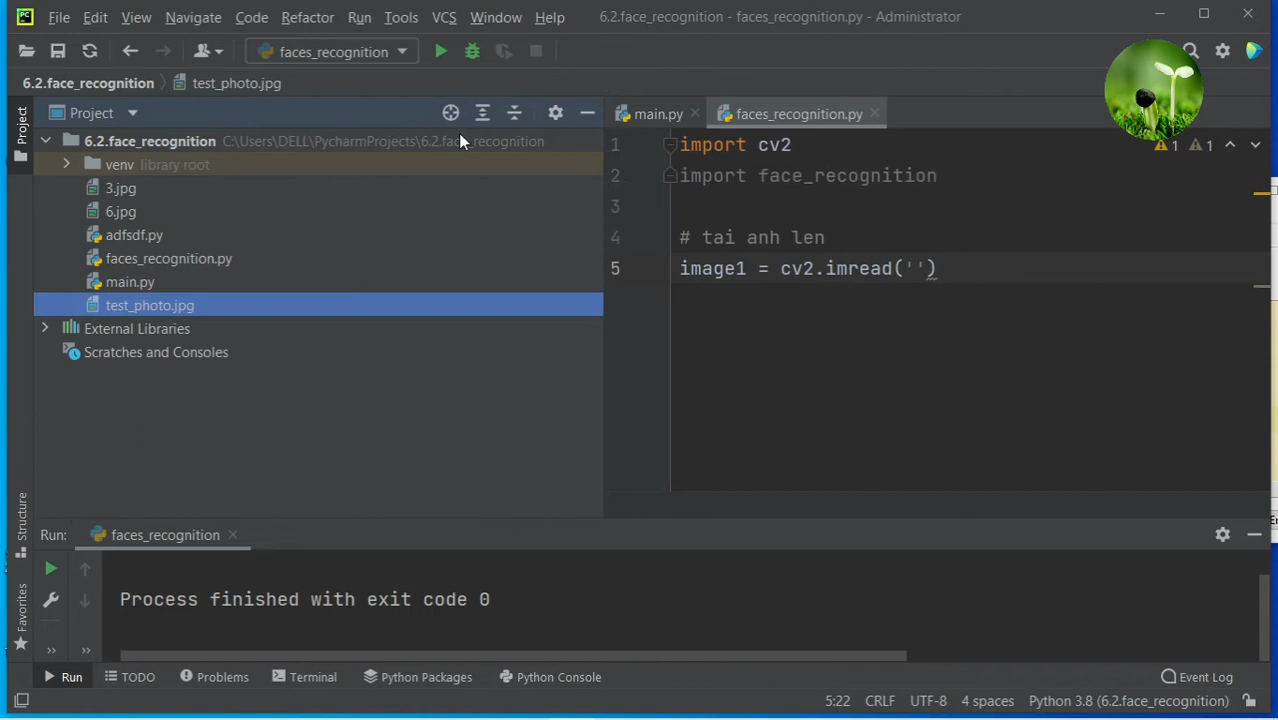 File Edit View Navigate Code Refactor Run Tools VCS Window Help 6.2.face_recognition - faces_recognition.py - Administrator
faces_recognition
6.2.face_recognition test_photo.jpg
Project
Project
main.py faces_recognition.py
6.2.face_recognition C:\Users\DELL\PycharmProjects\6.2.face_recognition
venv library root
3.jpg
6.jpg
adfsdf.py
faces_recognition.py
main.py
test_photo.jpg
External Libraries
Scratches and Consoles
1 import cv2
2 import face_recognition
3
4 # tai anh len
5 image1 = cv2.imread('')
1 1
Structure
Favorites
Run: faces_recognition
Process finished with exit code 0
Run TODO Problems Terminal Python Packages Python Console Event Log
5:22 CRLF UTF-8 4 spaces Python 3.8 (6.2.face_recognition)